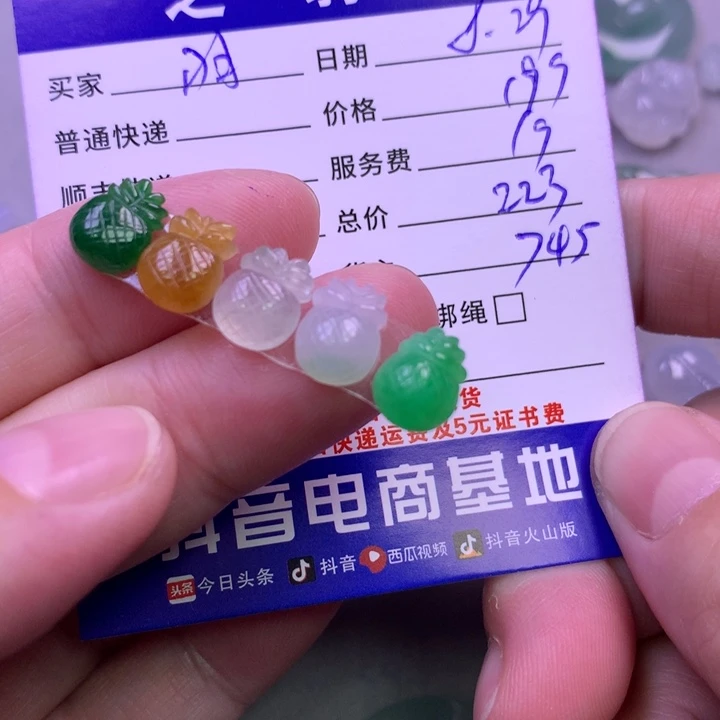 买家 日期 8.29
普通快递 价格 199
服务费 19
总价 223
745
绑绳 □
货
快递运费及5元证书费
抖音电商基地
头条 今日头条 抖音 西瓜视频 抖音火山版